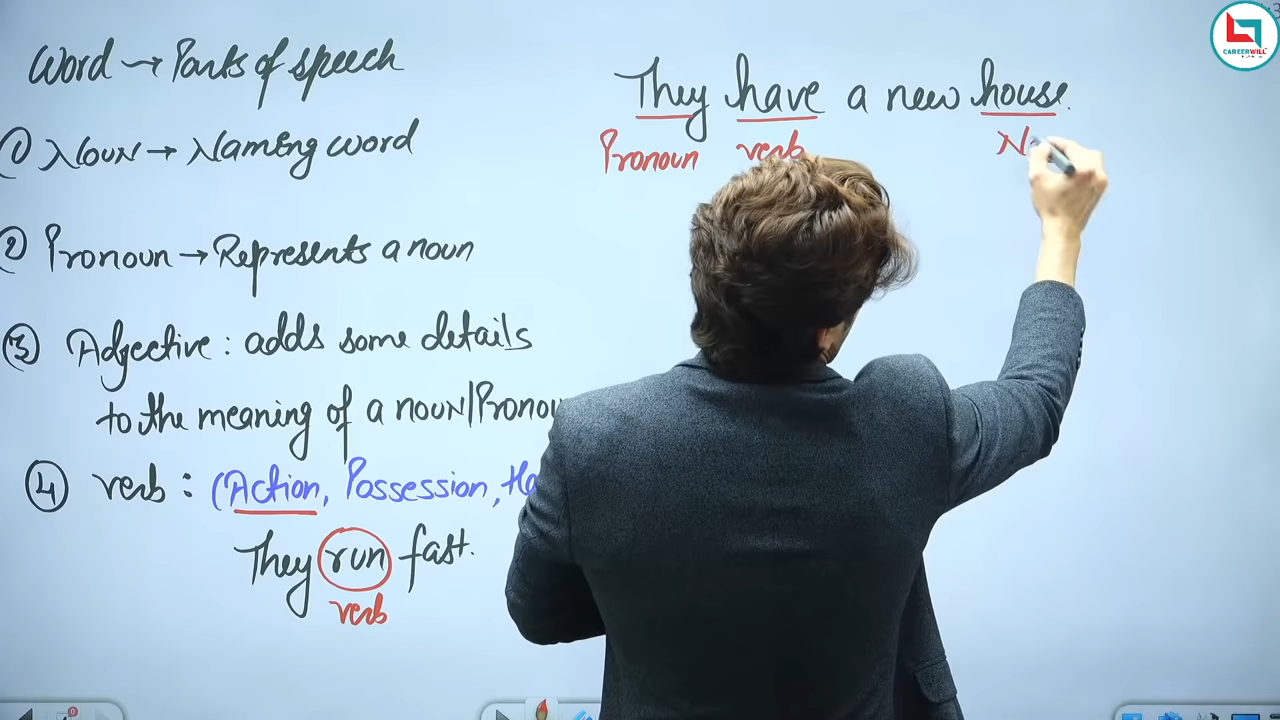 Word → Parts of speech
① Noun → Naming word
② Pronoun → Represents a noun
③ Adjective : adds some details
to the meaning of a noun/Pronou
④ verb : (Action, Possession,
They run fast.
verb
They have a new house.
Pronoun verb
CAREERWILL